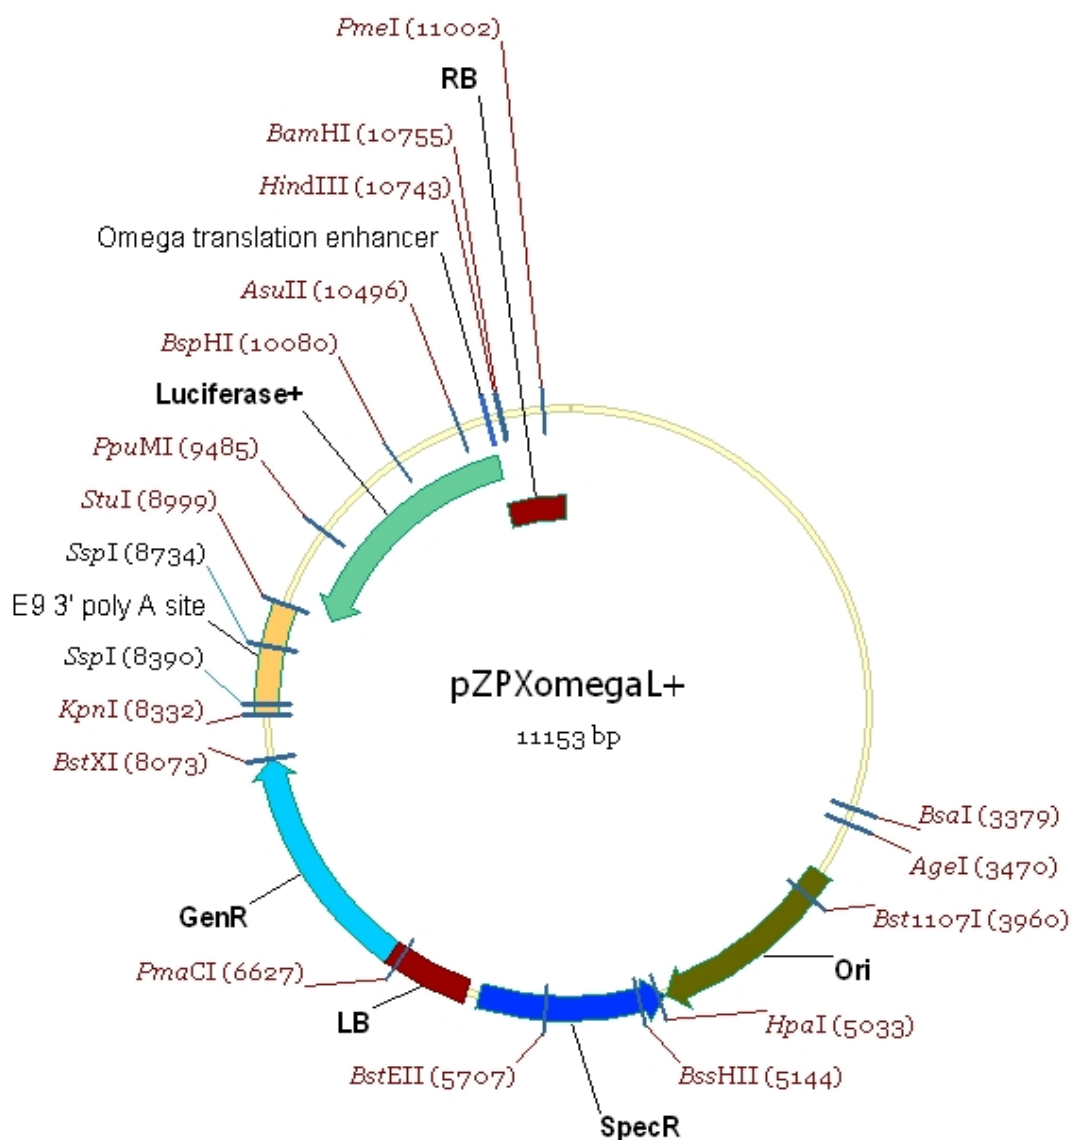 PmeI (11002)
RB
BamHI (10755)
HindIII (10743)
Omega translation enhancer
AsuII (10496)
BspHI (10080)
Luciferase+
PpuMI (9485)
StuI (8999)
SspI (8734)
E9 3' poly A site
SspI (8390)
KpnI (8332)
BstXI (8073)
pZPXomegaL+
11153 bp
BsaI (3379)
AgeI (3470)
Bst1107I (3960)
GenR
Ori
PmaCI (6627)
LB
HpaI (5033)
BstEII (5707)
BssHII (5144)
SpecR